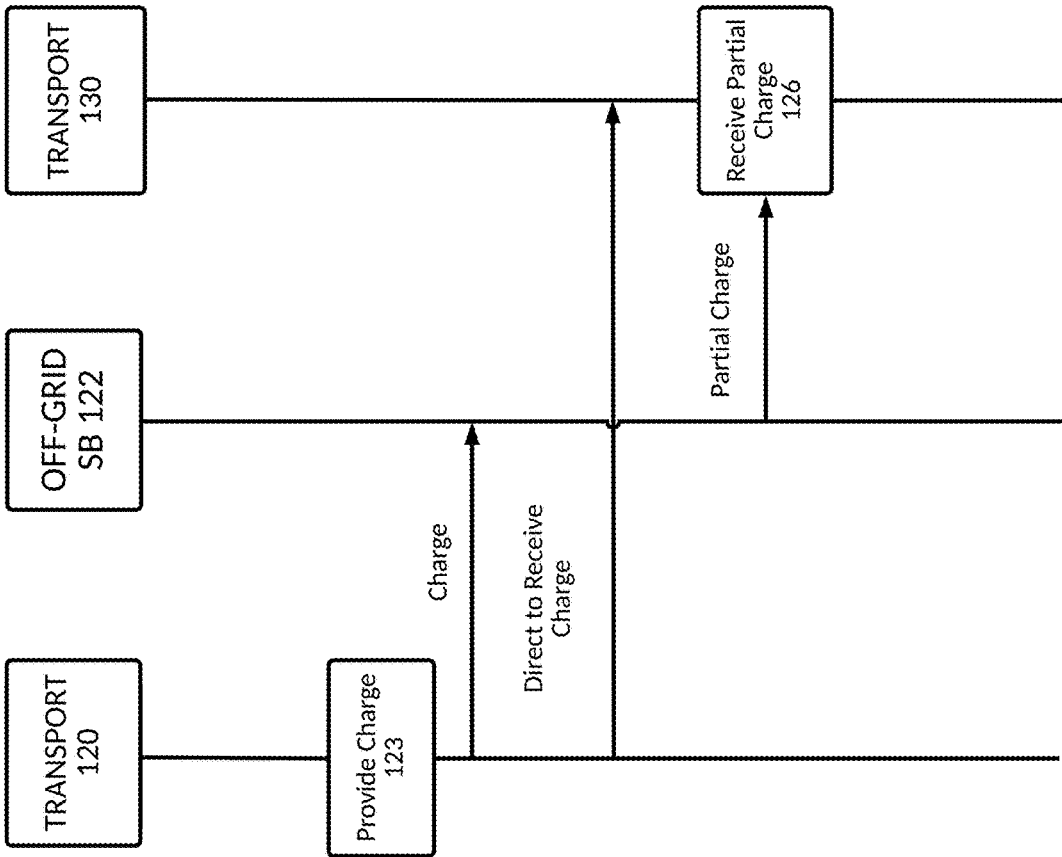 TRANSPORT
120
OFF-GRID
SB 122
TRANSPORT
130
Provide Charge
123
Charge
Direct to Receive
Charge
Partial Charge
Receive Partial
Charge
126